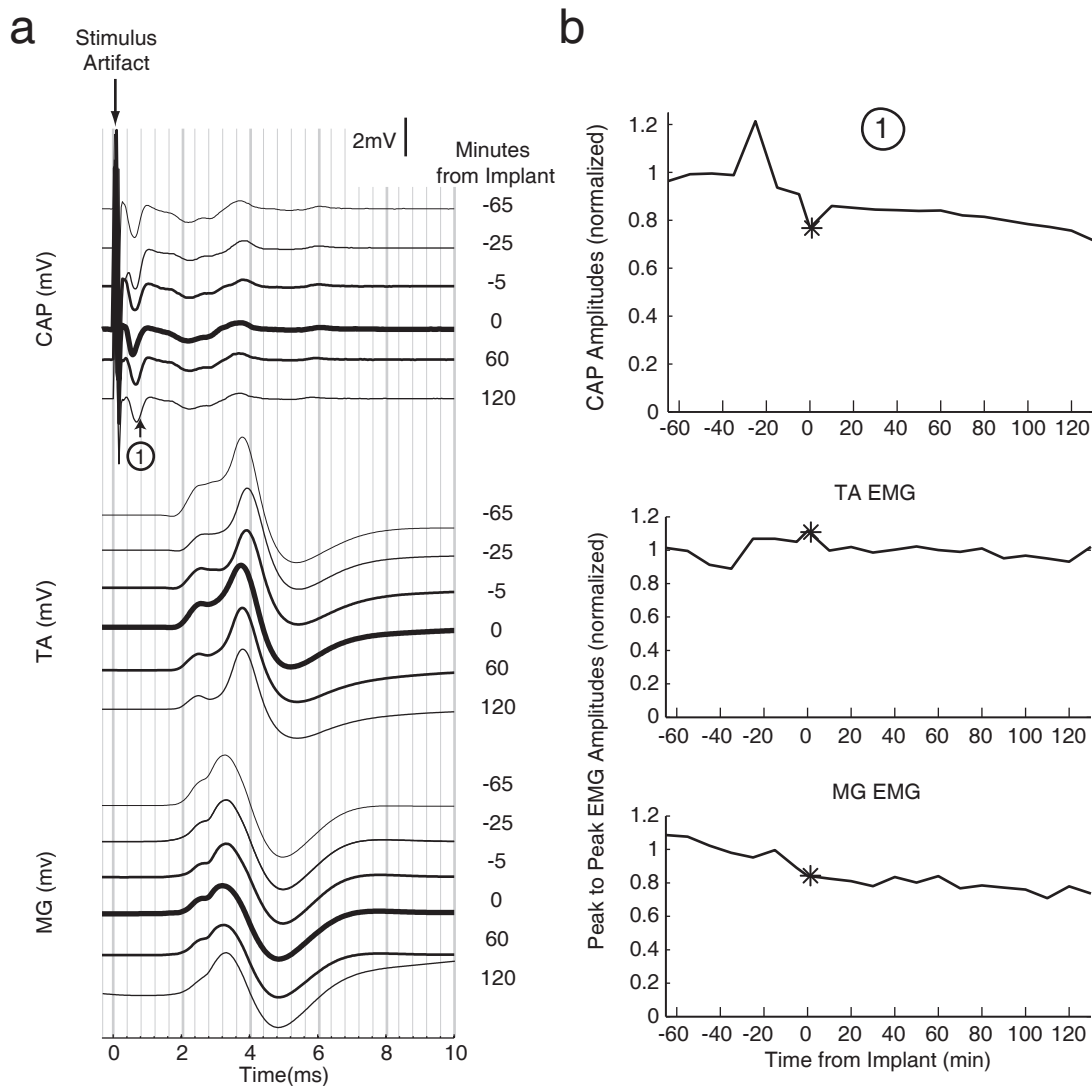 a
Stimulus
Artifact
2mV
Minutes
from Implant
CAP (mV)
-65
-25
-5
0
60
120
1
TA (mV)
-65
-25
-5
0
60
120
MG (mv)
-65
-25
-5
0
60
120
0 2 4 6 8 10
Time(ms)
b
1
CAP Amplitudes (normalized)
1.2
1
0.8
0.6
0.4
0.2
0
-60 -40 -20 0 20 40 60 80 100 120
TA EMG
Peak to Peak EMG Amplitudes (normalized)
1.2
1
0.8
0.6
0.4
0.2
0
-60 -40 -20 0 20 40 60 80 100 120
MG EMG
1.2
1
0.8
0.6
0.4
0.2
0
-60 -40 -20 0 20 40 60 80 100 120
Time from Implant (min)